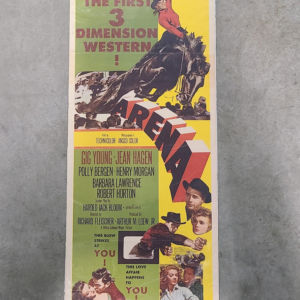 THE FIRST
3
DIMENSION
WESTERN
!
TECHNICOLOR
ANSCO COLOR
ARENA
GIG YOUNG • JEAN HAGEN
POLLY BERGEN • HENRY MORGAN
BARBARA LAWRENCE
ROBERT HORTON
HAROLD JACK BLOOM
RICHARD FLEISCHER • ARTHUR M. LOEW, JR.
THIS BLOW
STRIKES
AT
YOU!
THIS LOVE
AFFAIR
HAPPENS
TO
YOU!